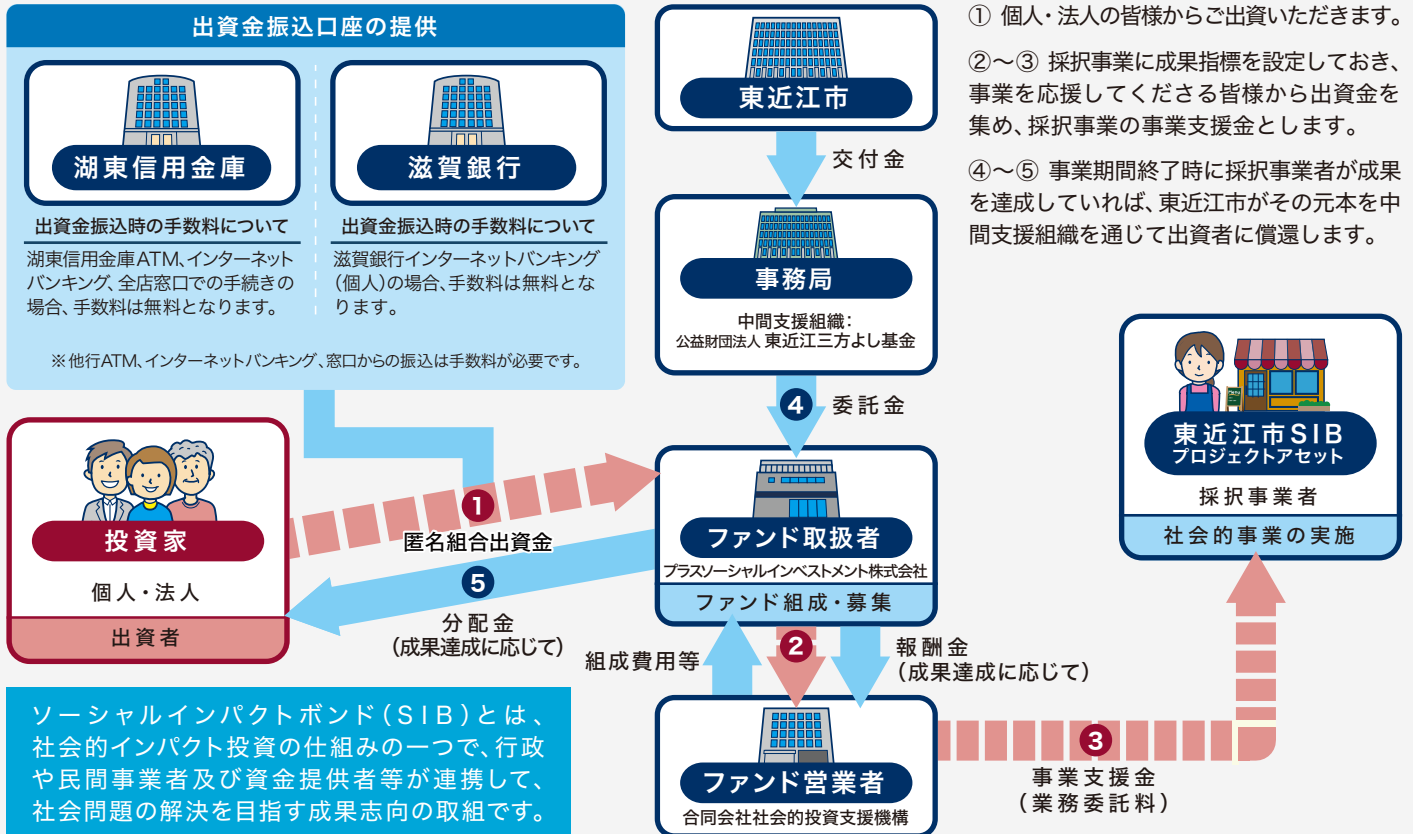 出資金振込口座の提供
湖東信用金庫
出資金振込時の手数料について
湖東信用金庫ATM、インターネット
バンキング、全店窓口での手続きの
場合、手数料は無料となります。
滋賀銀行
出資金振込時の手数料について
滋賀銀行インターネットバンキング
(個人)の場合、手数料は無料とな
ります。
※他行ATM、インターネットバンキング、窓口からの振込は手数料が必要です。
東近江市
交付金
事務局
中間支援組織:
公益財団法人 東近江三方よし基金
④ 委託金
① 個人・法人の皆様からご出資いただきます。
②〜③ 採択事業に成果指標を設定しておき、
事業を応援してくださる皆様から出資金を
集め、採択事業の事業支援金とします。
④〜⑤ 事業期間終了時に採択事業者が成果
を達成していれば、東近江市がその元本を中
間支援組織を通じて出資者に償還します。
投資家
個人・法人
出資者
1
匿名組合出資金
5
分配金
(成果達成に応じて)
ファンド取扱者
プラスソーシャルインベストメント株式会社
ファンド組成・募集
組成費用等
2
報酬金
(成果達成に応じて)
ファンド営業者
合同会社社会的投資支援機構
3
事業支援金
(業務委託料)
東近江市SIB
プロジェクトアセット
採択事業者
社会的事業の実施
ソーシャルインパクトボンド(SIB)とは、
社会的インパクト投資の仕組みの一つで、行政
や民間事業者及び資金提供者等が連携して、
社会問題の解決を目指す成果志向の取組です。